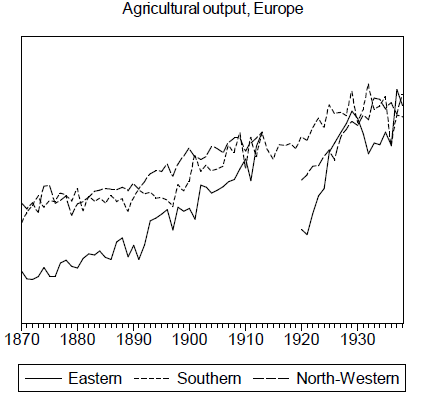 Agricultural output, Europe
1870 1880 1890 1900 1910 1920 1930
Eastern Southern North-Western